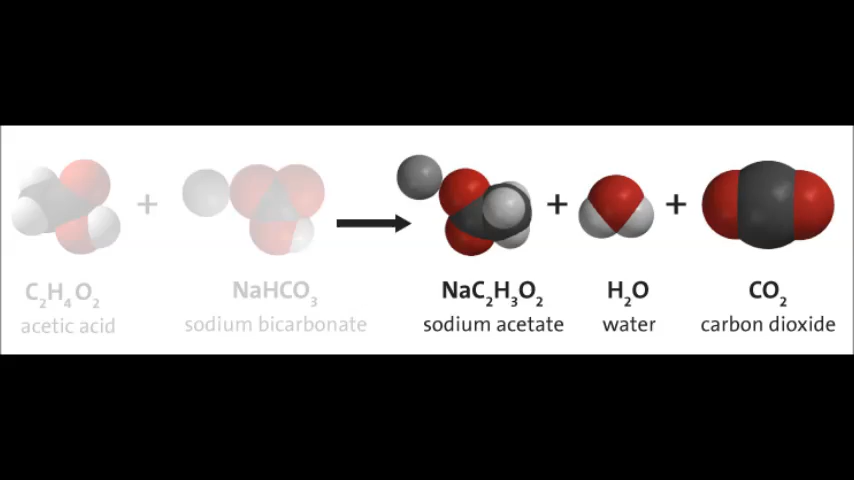 + + +
C₂H₄O₂ NaHCO₃ NaC₂H₃O₂ H₂O CO₂
acetic acid sodium bicarbonate sodium acetate water carbon dioxide